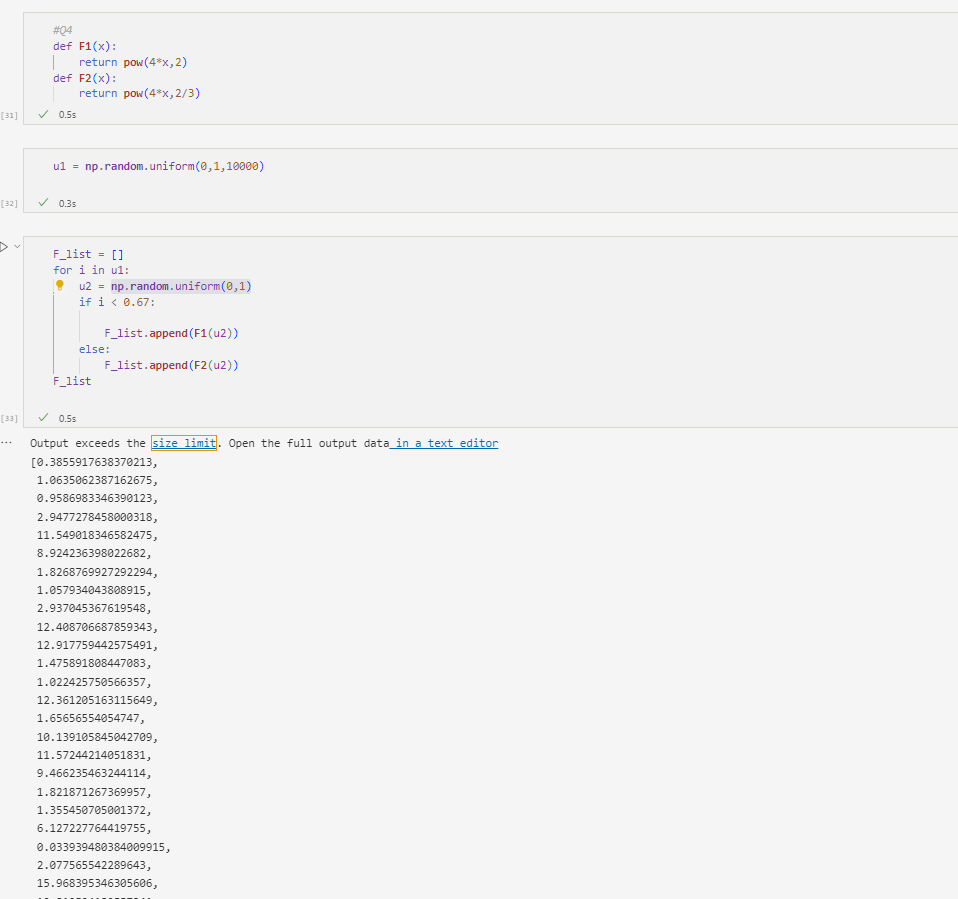 #Q4
def F1(x):
    return pow(4*x,2)
def F2(x):
    return pow(4*x,2/3)
[31]
0.5s
u1 = np.random.uniform(0,1,10000)
[32]
0.3s
F_list = []
for i in u1:
    u2 = np.random.uniform(0,1)
    if i < 0.67:
        F_list.append(F1(u2))
    else:
        F_list.append(F2(u2))
F_list
[33]
0.5s
... Output exceeds the size limit. Open the full output data in a text editor
[0.3855917638370213,
1.0635062387162675,
0.9586983346390123,
2.9477278458000318,
11.549018346582475,
8.924236398022682,
1.8268769927292294,
1.057934043808915,
2.937045367619548,
12.408706687859343,
12.917759442575491,
1.475891808447083,
1.022425750566357,
12.361205163115649,
1.65656554054747,
10.139105845042709,
11.57244214051831,
9.466235463244114,
1.821871267369957,
1.355450705001372,
6.127227764419755,
0.033939480384009915,
2.077565542289643,
15.968395346305606,